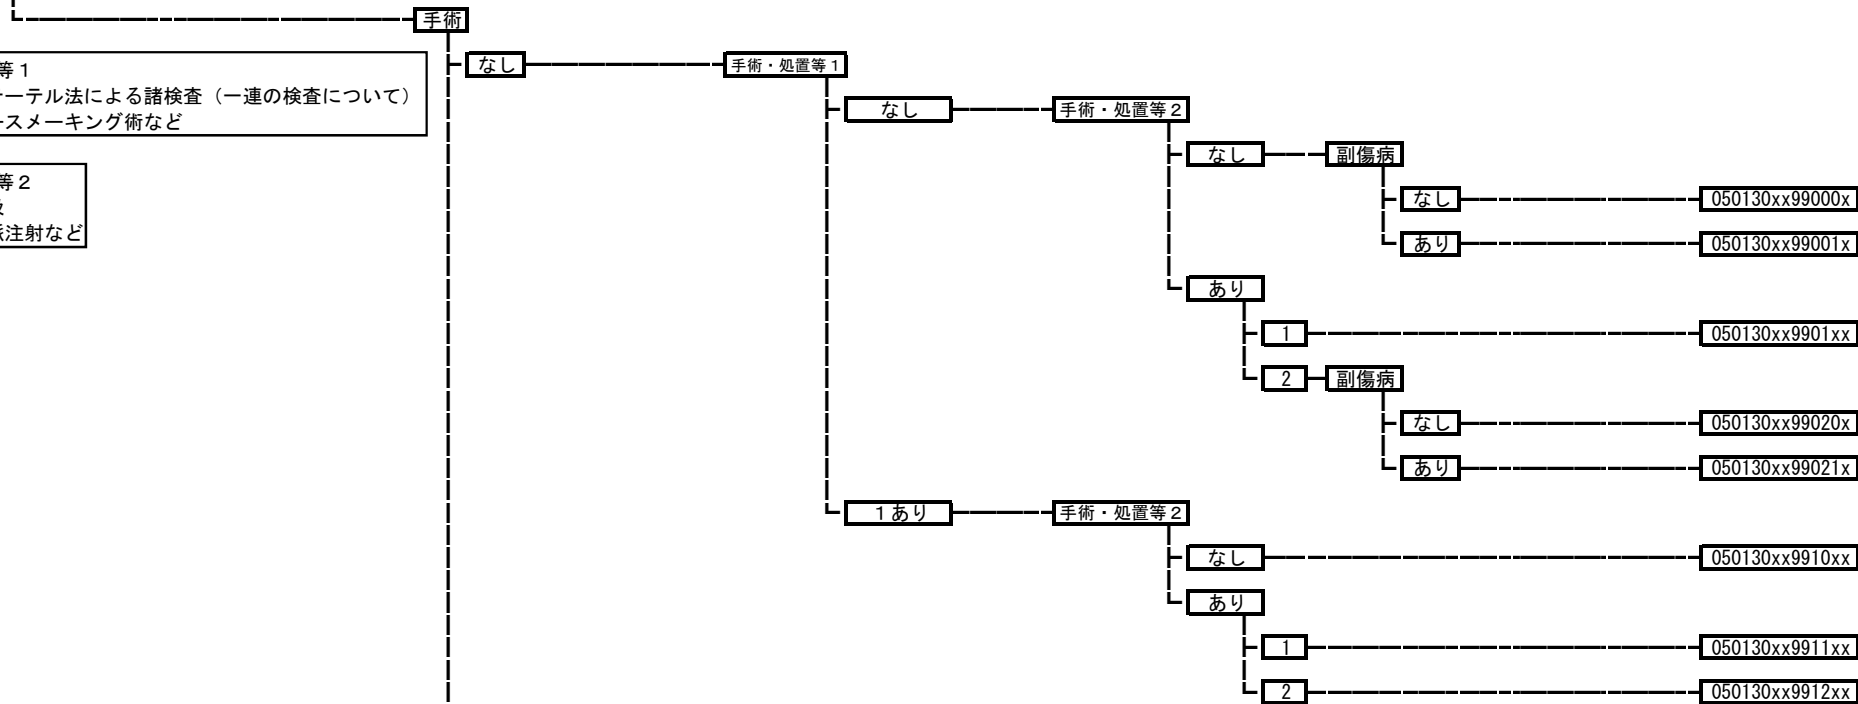 手術
なし
手術・処置等１
等１
ーテル法による諸検査（一連の検査について）
ースメーキング術など
なし
手術・処置等２
なし
副傷病
等２
なし
050130xx99000x
注射など
あり
050130xx99001x
あり
1
050130xx9901xx
2
副傷病
なし
050130xx99020x
あり
050130xx99021x
１あり
手術・処置等２
なし
050130xx9910xx
あり
1
050130xx9911xx
2
050130xx9912xx